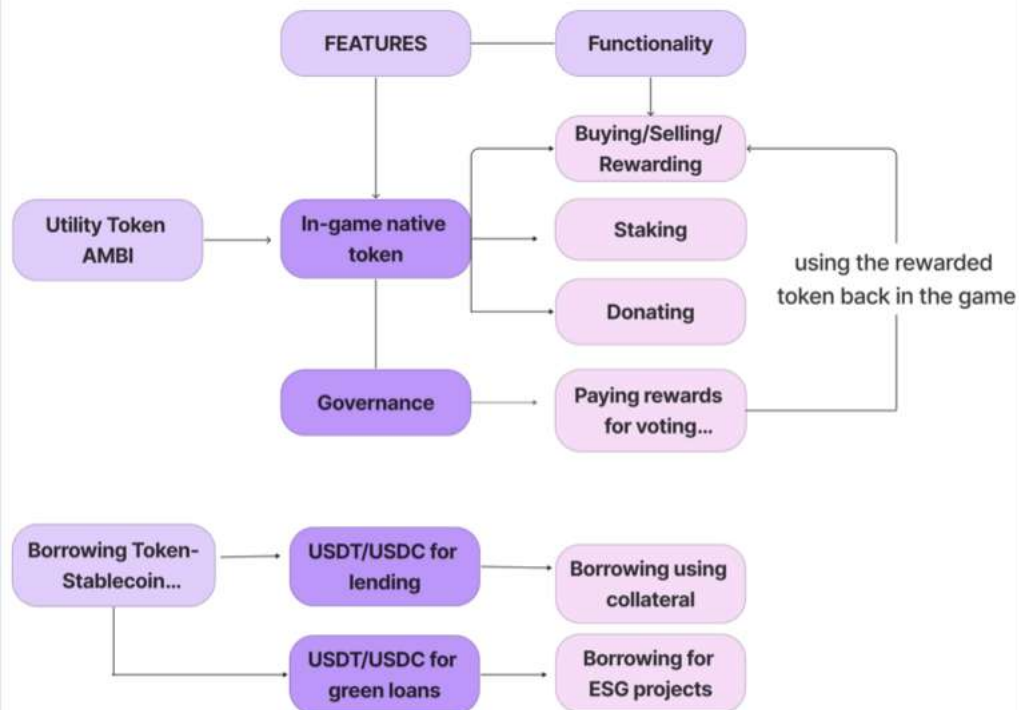 FEATURES
Functionality
Buying/Selling/
Rewarding
Utility Token
AMBI
In-game native
token
Staking
using the rewarded
token back in the game
Donating
Governance
Paying rewards
for voting...
Borrowing Token-
Stablecoin...
USDT/USDC for
lending
Borrowing using
collateral
USDT/USDC for
green loans
Borrowing for
ESG projects